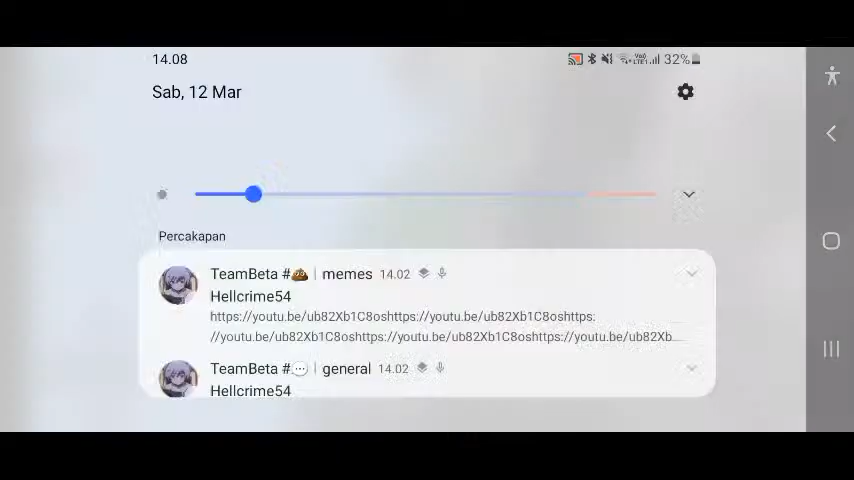 14.08
32%
Sab, 12 Mar
Percakapan
TeamBeta #💩 | memes 14.02
Hellcrime54
https://youtu.be/ub82Xb1C8oshttps://youtu.be/ub82Xb1C8oshttps:
//youtu.be/ub82Xb1C8oshttps://youtu.be/ub82Xb1C8oshttps://youtu.be/ub82Xb...
TeamBeta #💬 | general 14.02
Hellcrime54